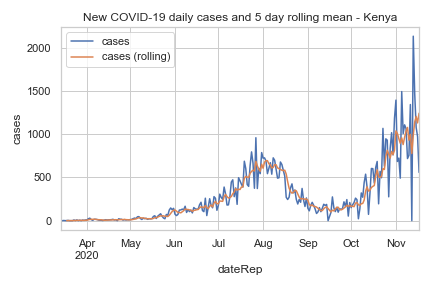 New COVID-19 daily cases and 5 day rolling mean - Kenya
cases
cases (rolling)
2000
1500
1000
500
0
cases
Apr
2020
May
Jun
Jul
Aug
Sep
Oct
Nov
dateRep